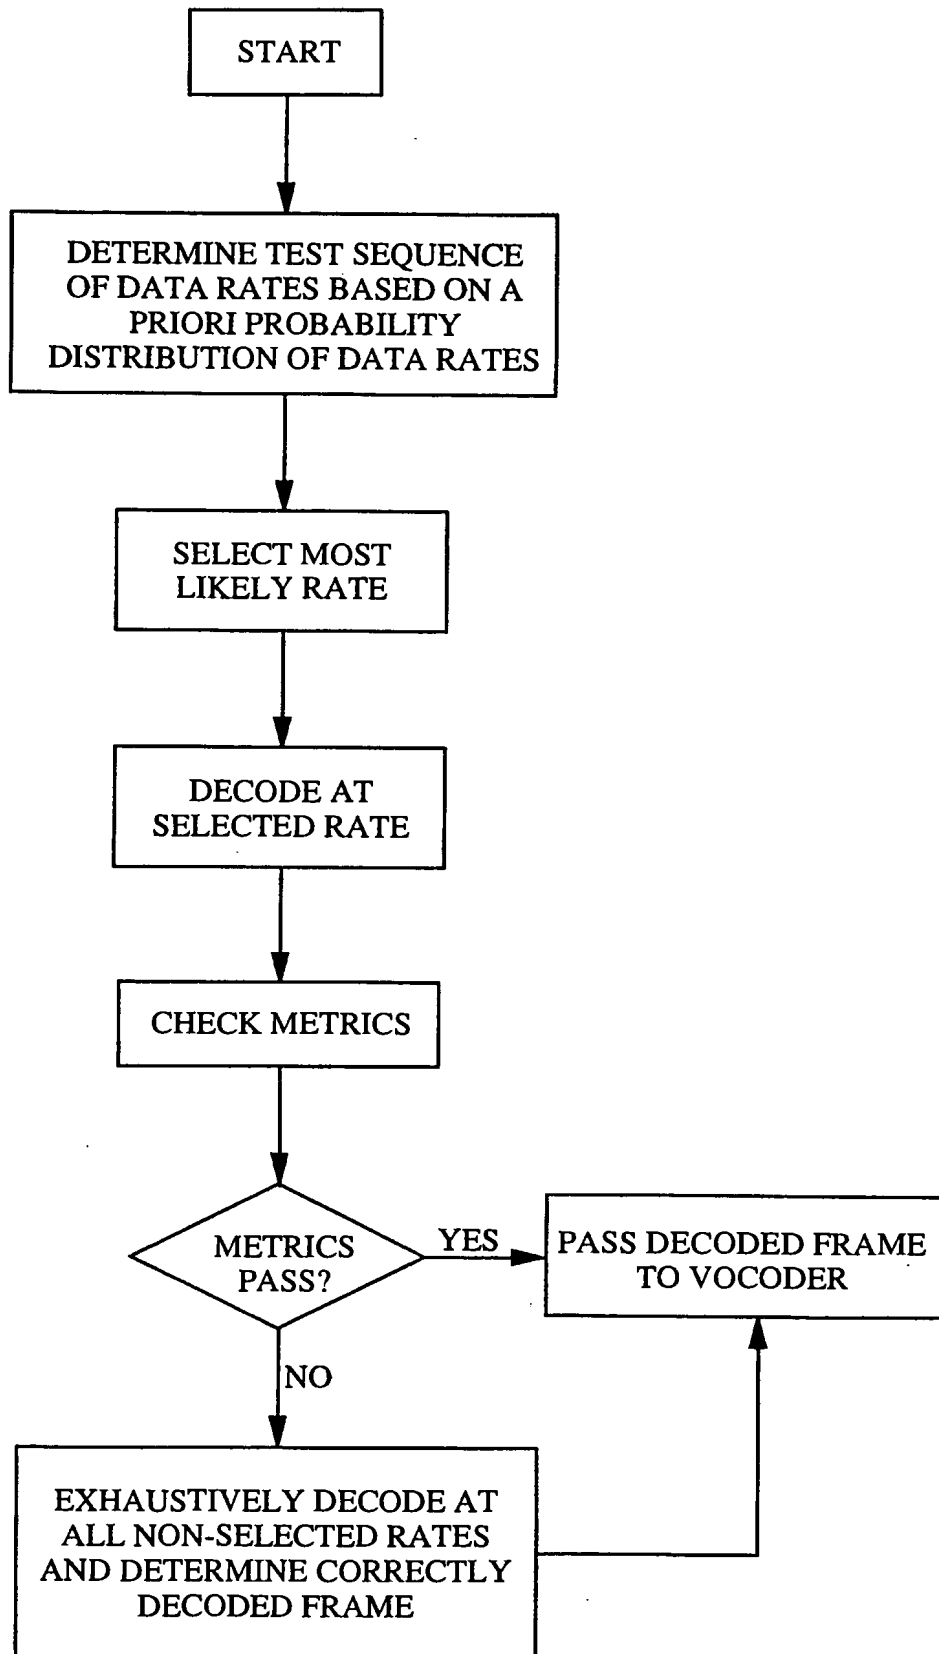 START
DETERMINE TEST SEQUENCE
OF DATA RATES BASED ON A
PRIORI PROBABILITY
DISTRIBUTION OF DATA RATES
SELECT MOST
LIKELY RATE
DECODE AT
SELECTED RATE
CHECK METRICS
METRICS
PASS?
YES
PASS DECODED FRAME
TO VOCODER
NO
EXHAUSTIVELY DECODE AT
ALL NON-SELECTED RATES
AND DETERMINE CORRECTLY
DECODED FRAME